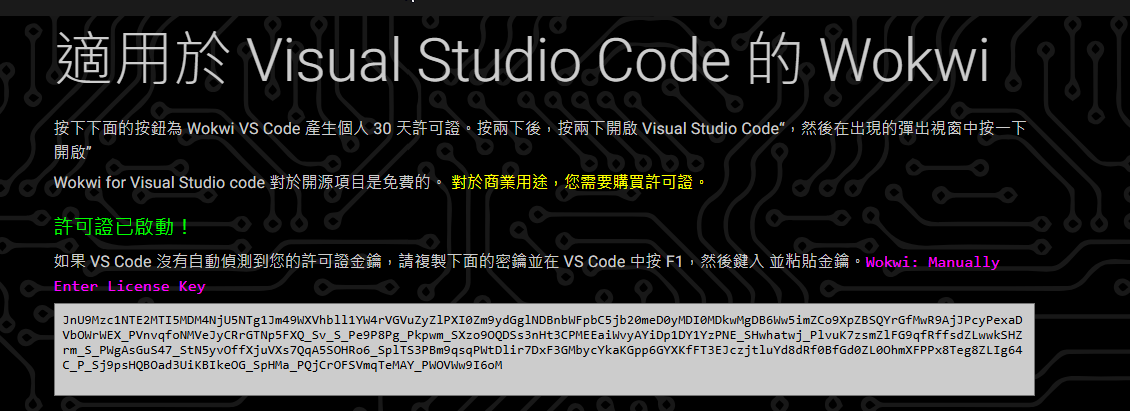 適用於 Visual Studio Code 的 Wokwi
按下下面的按鈕為 Wokwi VS Code 產生個人 30 天許可證。按兩下後，按兩下開啟 Visual Studio Code“，然後在出現的彈出視窗中按一下
開啟”
Wokwi for Visual Studio code 對於開源項目是免費的。 對於商業用途，您需要購買許可證。
許可證已啟動！
如果 VS Code 沒有自動偵測到您的許可證金鑰，請複製下面的密鑰並在 VS Code 中按 F1，然後鍵入 並粘貼金鑰。Wokwi: Manually
Enter License Key
JnU9Mzc1NTE2MTI5MDM4NjU5NTg1Jm49WXVhbll1YW4rVGVuZyZlPXI0Zm9ydGglNDBnbWFpbC5jb20meD0yMDI0MDkwMgDB6Ww5imZCo9XpZBSQYrGfMwR9AjJPcyPexaD
VbOWrWEX_PVnvqfoNMVeJyCRrGTNp5FXQ_Sv_S_Pe9P8Pg_Pkpwm_SXzo9OQDSs3nHt3CPMEEaiWvyAYiDp1DY1YzPNE_SHwhatwj_PlvuK7zsmZlFG9qfRffsdZLwwkSHZ
rm_S_PWgAsGuS47_StN5yvOffXjuVXs7QqA5SOHRo6_SplTS3PBm9qsqPWtDlir7DxF3GMbycYkaKGpp6GYXKfFT3EJczjtluYd8dRf0BfGd0ZL0OhmXFPPx8Teg8ZLIg64
C_P_Sj9psHQBOad3UiKBIkeOG_SpHMa_PQjCrOFSVmqTeMAY_PWOVWw9I6oM